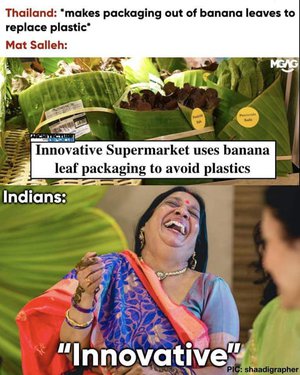 Thailand: *makes packaging out of banana leaves to
replace plastic*
Mat Salleh:
MGAG
Innovative Supermarket uses banana
leaf packaging to avoid plastics
Indians:
"Innovative"
PIC: shaadigrapher